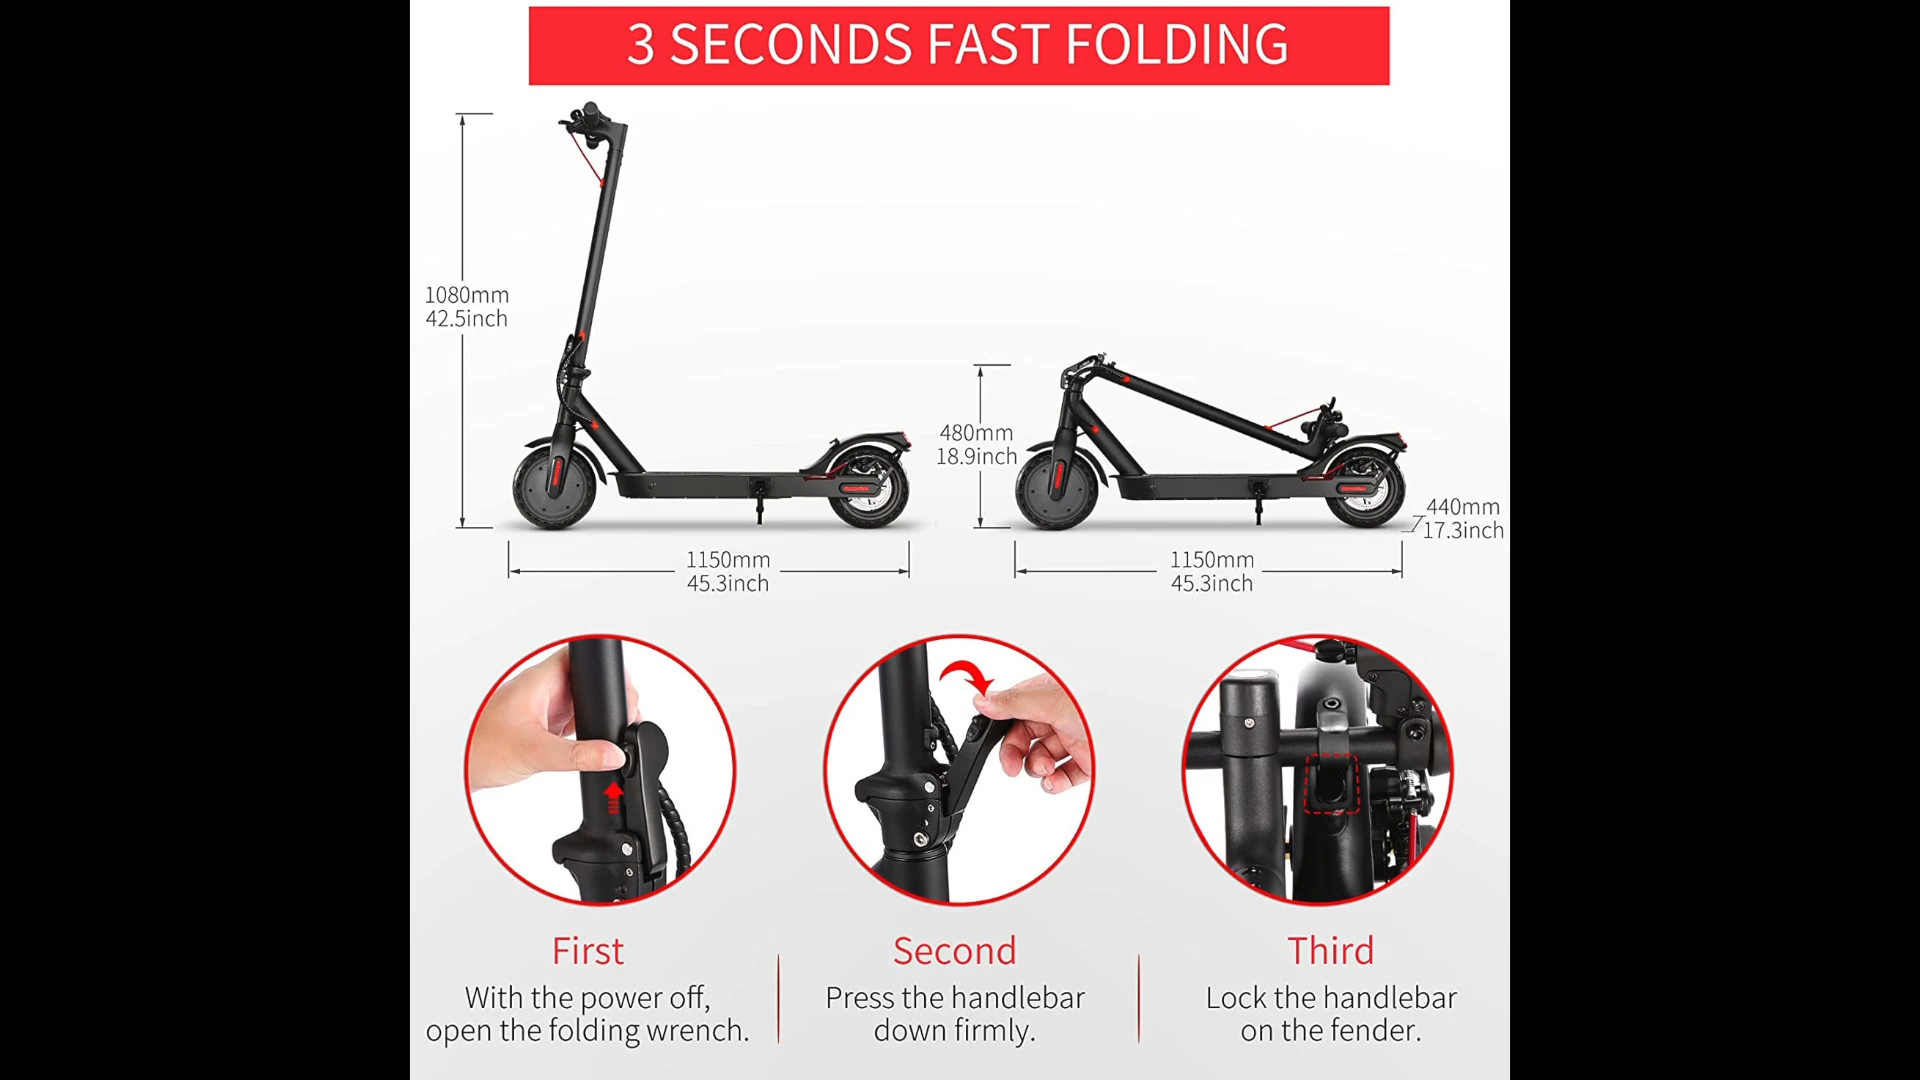 3 SECONDS FAST FOLDING
1080mm
42.5inch
480mm
18.9inch
440mm
17.3inch
1150mm
45.3inch
1150mm
45.3inch
First
With the power off,
open the folding wrench.
Second
Press the handlebar
down firmly.
Third
Lock the handlebar
on the fender.